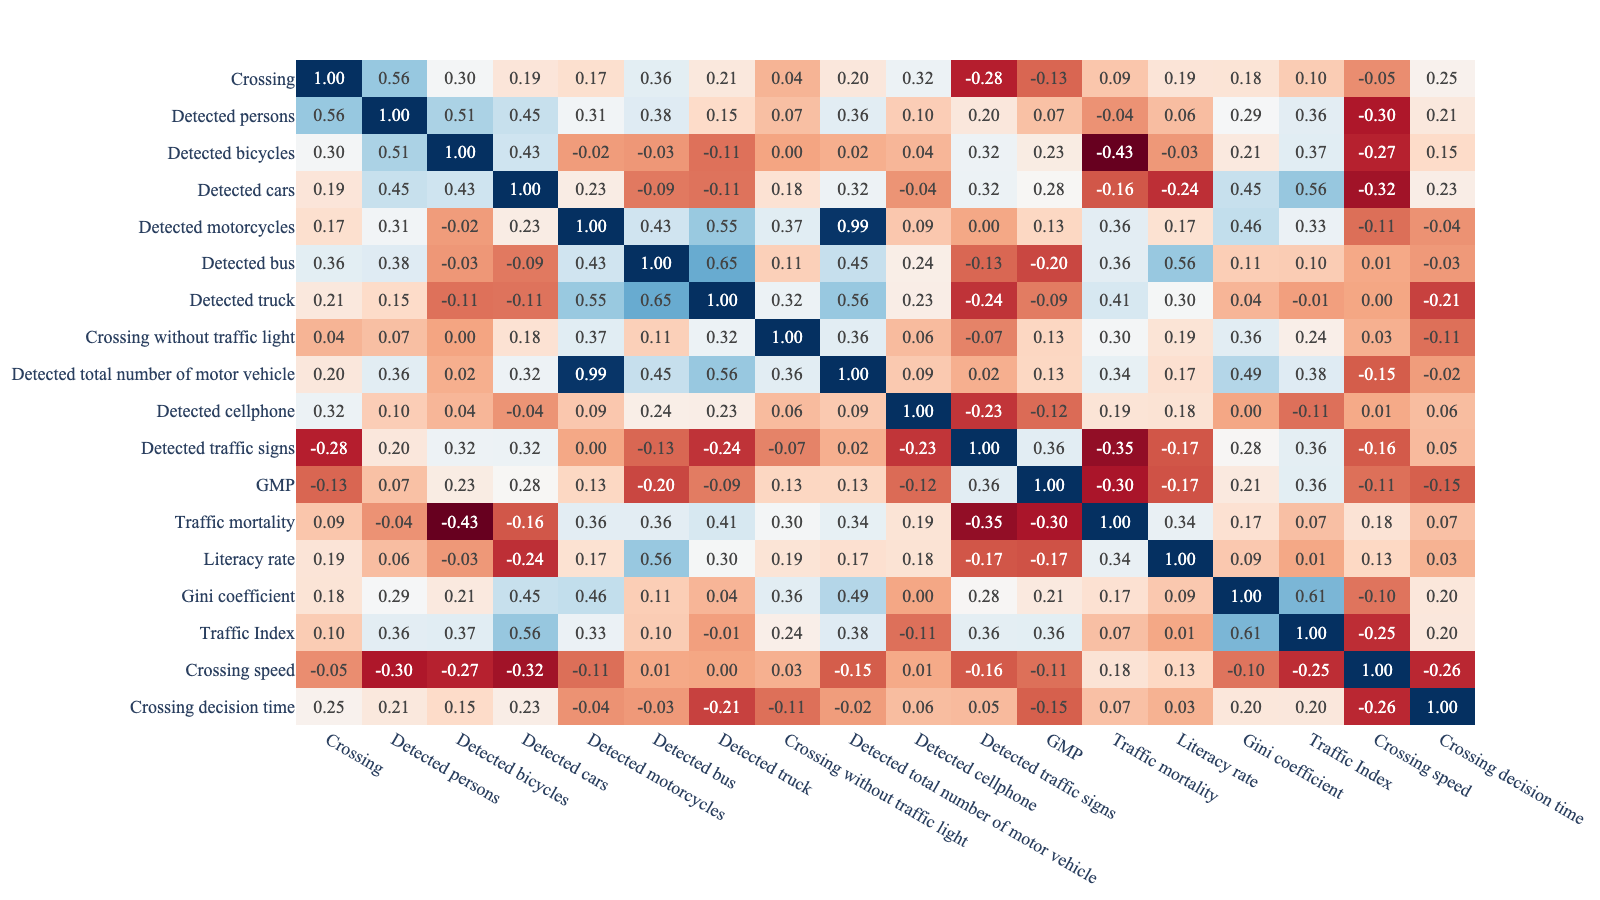 Crossing 1.00 0.56 0.30 0.19 0.17 0.36 0.21 0.04 0.20 0.32 -0.28 -0.13 0.09 0.19 0.18 0.10 -0.05 0.25
Detected persons 0.56 1.00 0.51 0.45 0.31 0.38 0.15 0.07 0.36 0.10 0.20 0.07 -0.04 0.06 0.29 0.36 -0.30 0.21
Detected bicycles 0.30 0.51 1.00 0.43 -0.02 -0.03 -0.11 0.00 0.02 0.04 0.32 0.23 -0.43 -0.03 0.21 0.37 -0.27 0.15
Detected cars 0.19 0.45 0.43 1.00 0.23 -0.09 -0.11 0.18 0.32 -0.04 0.32 0.28 -0.16 -0.24 0.45 0.56 -0.32 0.23
Detected motorcycles 0.17 0.31 -0.02 0.23 1.00 0.43 0.55 0.37 0.99 0.09 0.00 0.13 0.36 0.17 0.46 0.33 -0.11 -0.04
Detected bus 0.36 0.38 -0.03 -0.09 0.43 1.00 0.65 0.11 0.45 0.24 -0.13 -0.20 0.36 0.56 0.11 0.10 0.01 -0.03
Detected truck 0.21 0.15 -0.11 -0.11 0.55 0.65 1.00 0.32 0.56 0.23 -0.24 -0.09 0.41 0.30 0.04 -0.01 0.00 -0.21
Crossing without traffic light 0.04 0.07 0.00 0.18 0.37 0.11 0.32 1.00 0.36 0.06 -0.07 0.13 0.30 0.19 0.36 0.24 0.03 -0.11
Detected total number of motor vehicle 0.20 0.36 0.02 0.32 0.99 0.45 0.56 0.36 1.00 0.09 0.02 0.13 0.34 0.17 0.49 0.38 -0.15 -0.02
Detected cellphone 0.32 0.10 0.04 -0.04 0.09 0.24 0.23 0.06 0.09 1.00 -0.23 -0.12 0.19 0.18 0.00 -0.11 0.01 0.06
Detected traffic signs -0.28 0.20 0.32 0.32 0.00 -0.13 -0.24 -0.07 0.02 -0.23 1.00 0.36 -0.35 -0.17 0.28 0.36 -0.16 0.05
GMP -0.13 0.07 0.23 0.28 0.13 -0.20 -0.09 0.13 0.13 -0.12 0.36 1.00 -0.30 -0.17 0.21 0.36 -0.11 -0.15
Traffic mortality 0.09 -0.04 -0.43 -0.16 0.36 0.36 0.41 0.30 0.34 0.19 -0.35 -0.30 1.00 0.34 0.17 0.07 0.18 0.07
Literacy rate 0.19 0.06 -0.03 -0.24 0.17 0.56 0.30 0.19 0.17 0.18 -0.17 -0.17 0.34 1.00 0.09 0.01 0.13 0.03
Gini coefficient 0.18 0.29 0.21 0.45 0.46 0.11 0.04 0.36 0.49 0.00 0.28 0.21 0.17 0.09 1.00 0.61 -0.10 0.20
Traffic Index 0.10 0.36 0.37 0.56 0.33 0.10 -0.01 0.24 0.38 -0.11 0.36 0.36 0.07 0.01 0.61 1.00 -0.25 0.20
Crossing speed -0.05 -0.30 -0.27 -0.32 -0.11 0.01 0.00 0.03 -0.15 0.01 -0.16 -0.11 0.18 0.13 -0.10 -0.25 1.00 -0.26
Crossing decision time 0.25 0.21 0.15 0.23 -0.04 -0.03 -0.21 -0.11 -0.02 0.06 0.05 -0.15 0.07 0.03 0.20 0.20 -0.26 1.00
Crossing
Detected persons
Detected bicycles
Detected cars
Detected motorcycles
Detected bus
Detected truck
Crossing without traffic light
Detected total number of motor vehicle
Detected cellphone
Detected traffic signs
GMP
Traffic mortality
Literacy rate
Gini coefficient
Traffic Index
Crossing speed
Crossing decision time